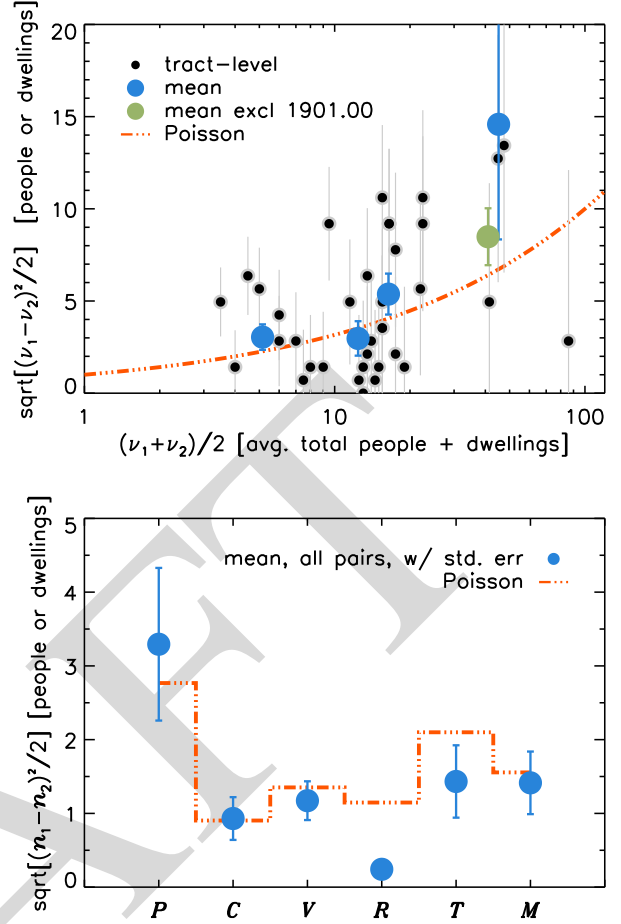 20
15
10
5
0
sqrt[(ν₁−ν₂)²/2] [people or dwellings]
tract−level
mean
mean excl 1901.00
Poisson
1
10
100
(ν₁+ν₂)/2 [avg. total people + dwellings]
5
4
3
2
1
0
sqrt[(n₁−n₂)²/2] [people or dwellings]
mean, all pairs, w/ std. err
Poisson
P C V R T M
AFT